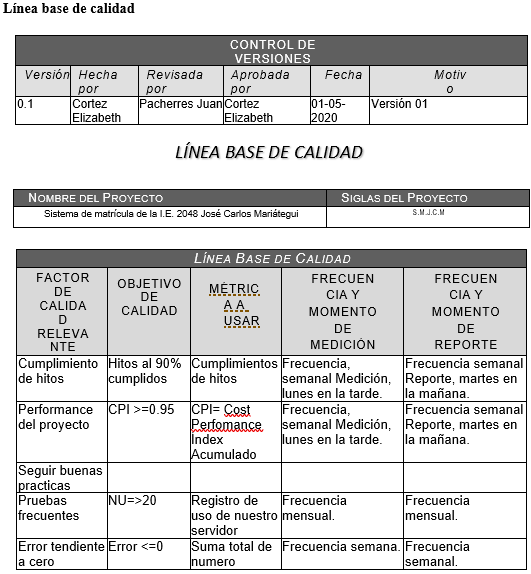 Línea base de calidad
CONTROL DE
VERSIONES
Versión Hecha por Revisada por Aprobada por Fecha Motiv o
0.1 Cortez Elizabeth Pacherres Juan Cortez Elizabeth 01-05-2020 Versión 01
LÍNEA BASE DE CALIDAD
NOMBRE DEL PROYECTO SIGLAS DEL PROYECTO
Sistema de matrícula de la I.E. 2048 José Carlos Mariátegui S.M.J.C.M
LÍNEA BASE DE CALIDAD
FACTOR DE CALIDA D RELEVA NTE OBJETIVO DE CALIDAD MÉTRIC A A USAR FRECUEN CIA Y MOMENTO DE MEDICIÓN FRECUEN CIA Y MOMENTO DE REPORTE
Cumplimiento de hitos Hitos al 90% cumplidos Cumplimientos de hitos Frecuencia, semanal Medición, lunes en la tarde. Frecuencia semanal Reporte, martes en la mañana.
Performance del proyecto CPI >=0.95 CPI= Cost Perfomance Index Acumulado Frecuencia, semanal Medición, lunes en la tarde. Frecuencia semanal Reporte, martes en la mañana.
Seguir buenas practicas
Pruebas frecuentes NU=>20 Registro de uso de nuestro servidor Frecuencia mensual. Frecuencia mensual.
Error tendiente a cero Error <=0 Suma total de numero Frecuencia semana. Frecuencia semanal.